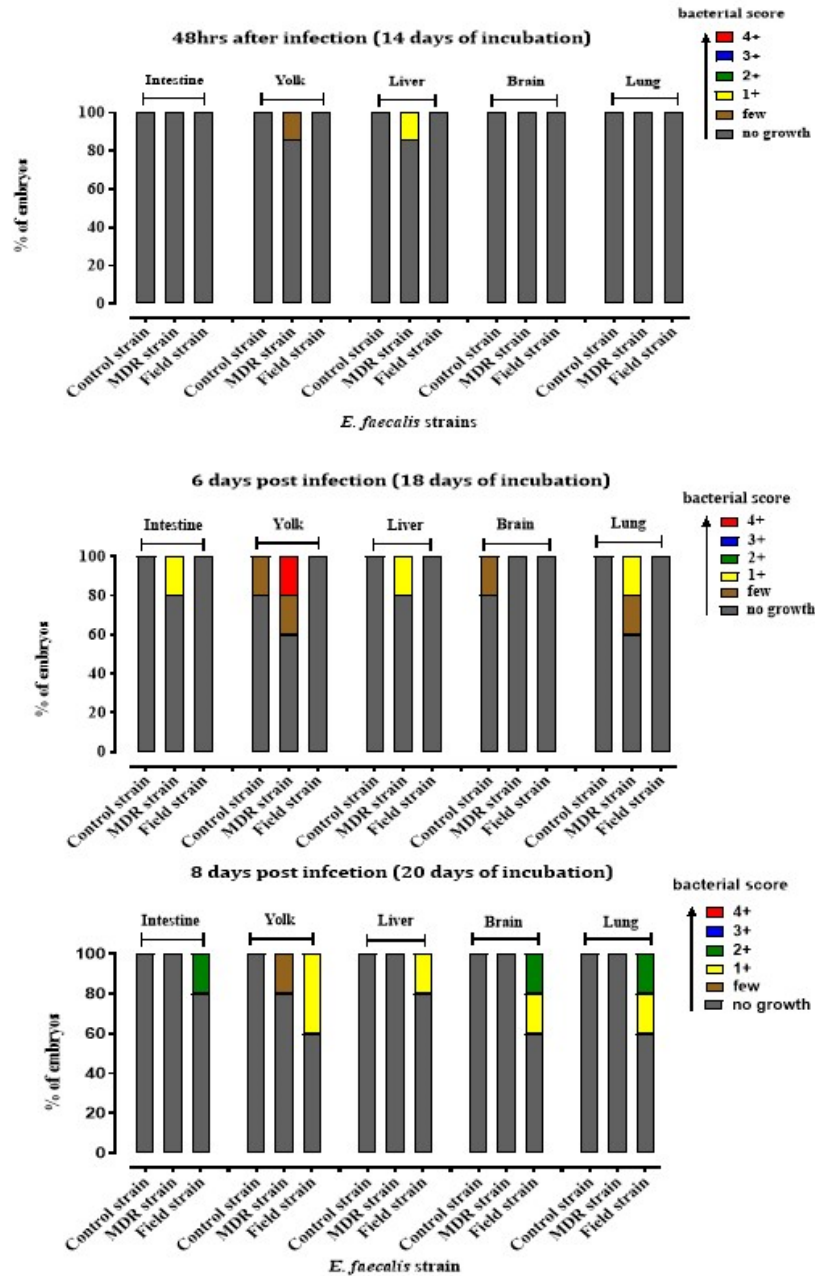 bacterial score
48hrs after infection (14 days of incubation)
4+
3+
2+
1+
few
no growth
Intestine Yolk Liver Brain Lung
% of embryos
100
80
60
40
20
0
Control strain MDR strain Field strain Control strain MDR strain Field strain Control strain MDR strain Field strain Control strain MDR strain Field strain Control strain MDR strain Field strain
E. faecalis strains
6 days post infection (18 days of incubation)
bacterial score
4+
3+
2+
1+
few
no growth
Intestine Yolk Liver Brain Lung
% of embryos
100
80
60
40
20
0
Control strain MDR strain Field strain Control strain MDR strain Field strain Control strain MDR strain Field strain Control strain MDR strain Field strain Control strain MDR strain Field strain
8 days post infcetion (20 days of incubation)
bacterial score
4+
3+
2+
1+
few
no growth
Intestine Yolk Liver Brain Lung
% of embryos
100
80
60
40
20
0
Control strain MDR strain Field strain Control strain MDR strain Field strain Control strain MDR strain Field strain Control strain MDR strain Field strain Control strain MDR strain Field strain
E. faecalis strain